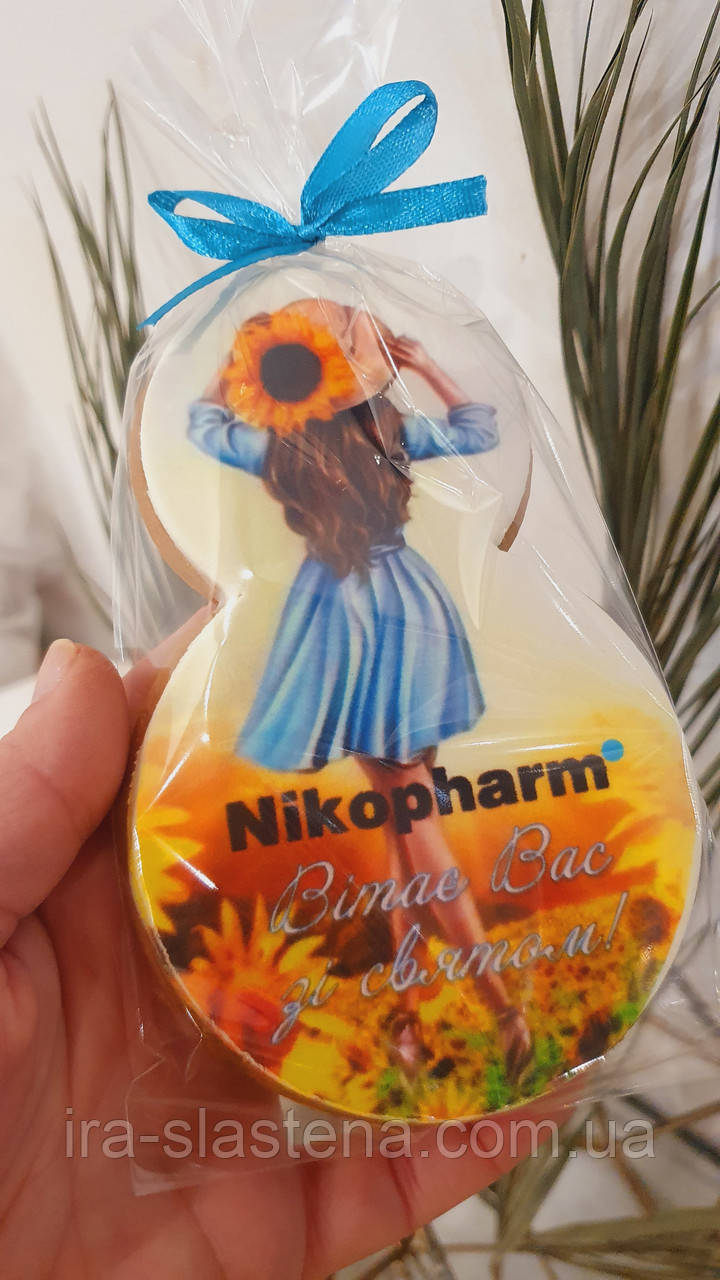 Nikopharm
Вітає Вас
зі святом!
ira-slastena.com.ua